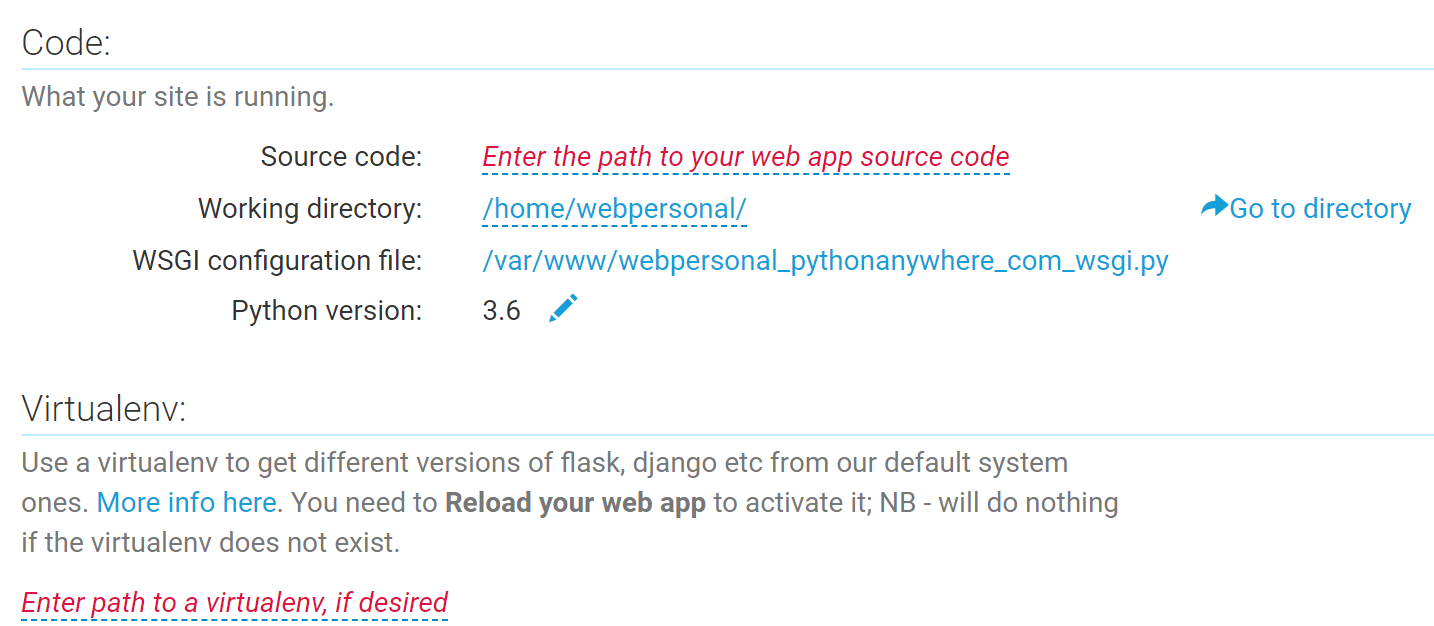 Code:
What your site is running.
Source code: Enter the path to your web app source code
Working directory: /home/webpersonal/ Go to directory
WSGI configuration file: /var/www/webpersonal_pythonanywhere_com_wsgi.py
Python version: 3.6
Virtualenv:
Use a virtualenv to get different versions of flask, django etc from our default system
ones. More info here. You need to Reload your web app to activate it; NB - will do nothing
if the virtualenv does not exist.
Enter path to a virtualenv, if desired